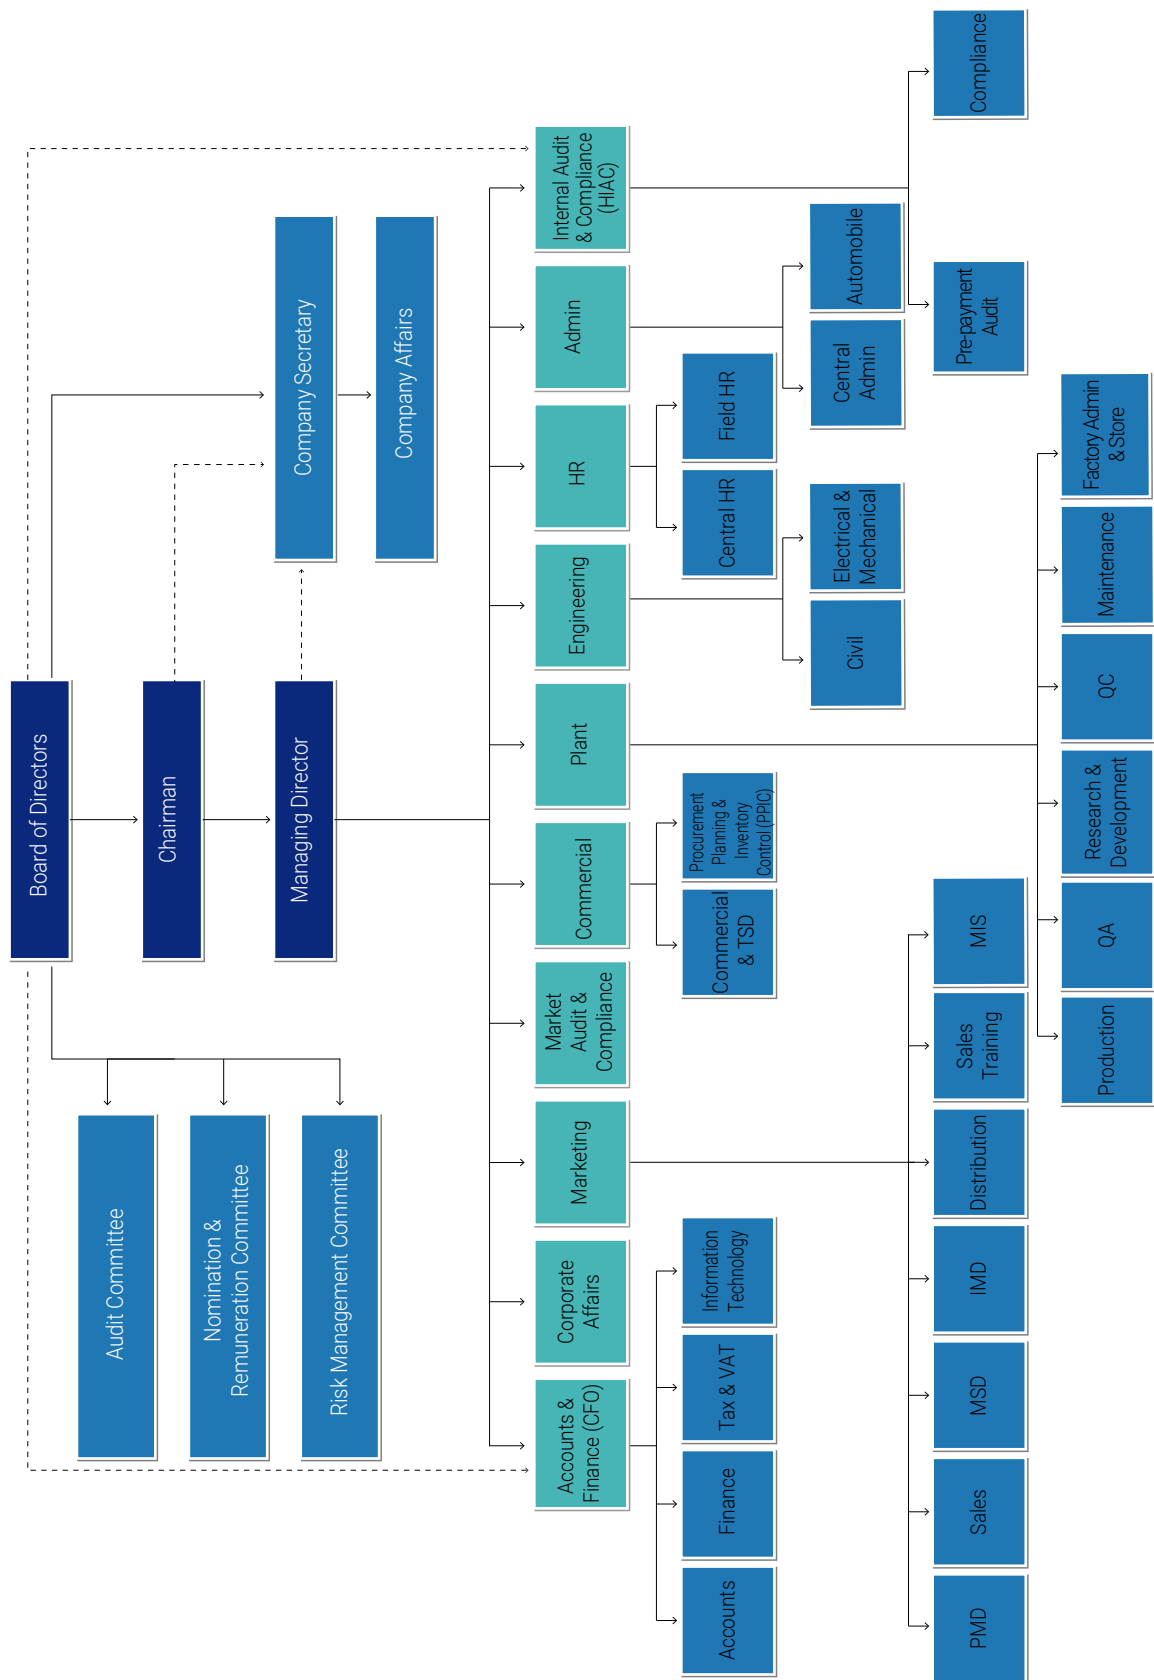 Board of Directors
Chairman
Managing Director
Audit Committee
Nomination &
Remuneration Committee
Risk Management Committee
Company Secretary
Company Affairs
Accounts &
Finance (CFO)
Corporate
Affairs
Marketing
Market
Audit &
Compliance
Commercial
Plant
Engineering
HR
Admin
Internal Audit
& Compliance
(HIAC)
Accounts
Finance
Tax & VAT
Information
Technology
Commercial
& TSD
Procurement
Planning &
Inventory
Control (PPIC)
Central HR
Field HR
Civil
Electrical &
Mechanical
Central
Admin
Automobile
PMD
Sales
MSD
IMD
Distribution
Sales
Training
MIS
Pre-payment
Audit
Compliance
Production
QA
Research &
Development
QC
Maintenance
Factory Admin
& Store